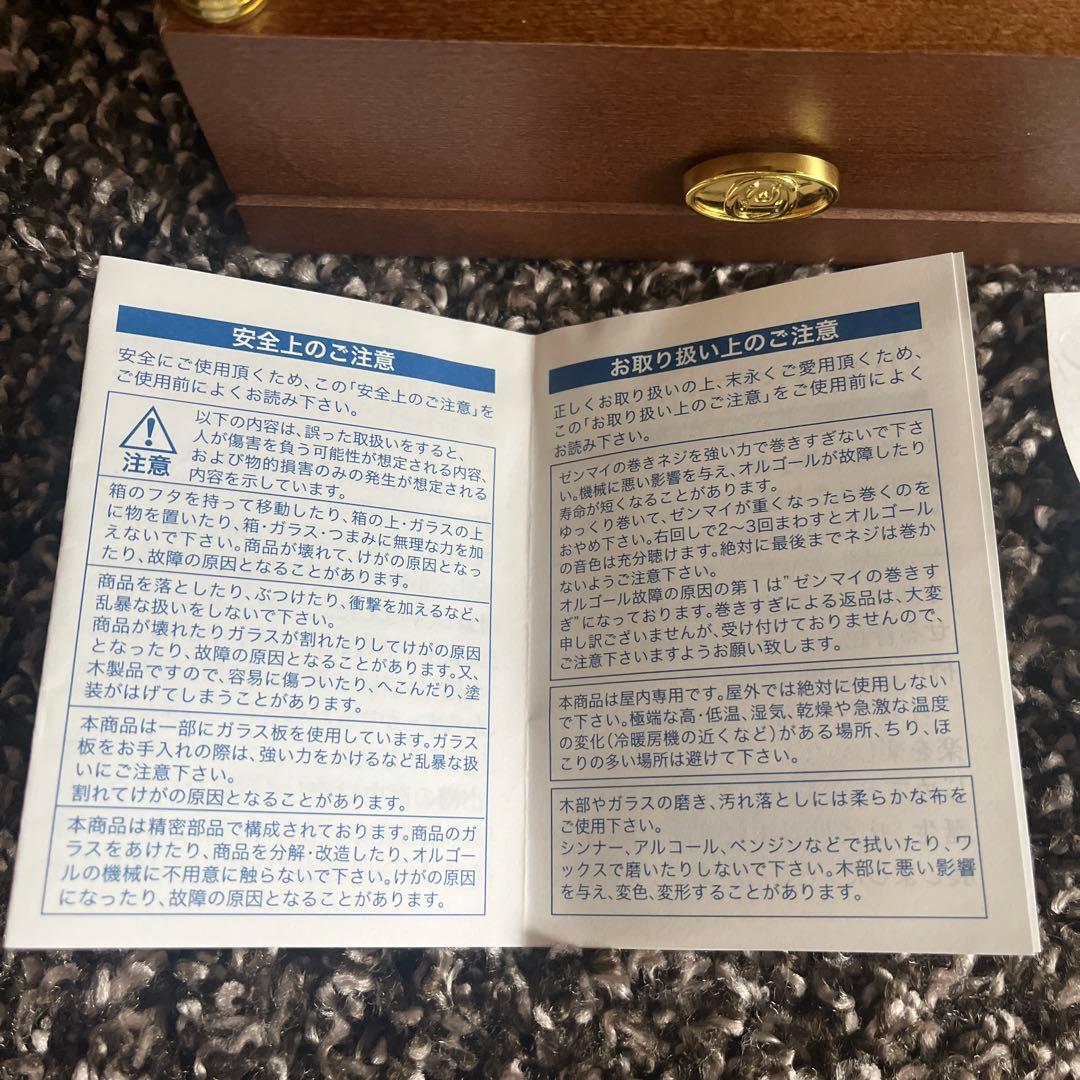 安全上のご注意
安全にご使用頂くため、この「安全上のご注意」を
ご使用前によくお読み下さい。
注意
以下の内容は、誤った取扱いをすると、
人が傷害を負う可能性が想定される内容、
および物的損害のみの発生が想定される
内容を示しています。
箱のフタを持って移動したり、箱の上・ガラスの上
に物を置いたり、箱・ガラス・つまみに無理な力を加
えないで下さい。商品が壊れて、けがの原因となっ
たり、故障の原因となることがあります。
商品を落としたり、ぶつけたり、衝撃を加えるなど、
乱暴な扱いをしないで下さい。
商品が壊れたりガラスが割れたりしてけがの原因
となったり、故障の原因となることがあります。又、
木製品ですので、容易に傷ついたり、へこんだり、塗
装がはげてしまうことがあります。
本商品は一部にガラス板を使用しています。ガラス
板をお手入れの際は、強い力をかけるなど乱暴な扱
いにご注意下さい。
割れてけがの原因となることがあります。
本商品は精密部品で構成されております。商品のガ
ラスをあけたり、商品を分解・改造したり、オルゴー
ルの機械に不用意に触らないで下さい。けがの原因
になったり、故障の原因となることがあります。
お取り扱い上のご注意
正しくお取り扱いの上、末永くご愛用頂くため、
この「お取り扱い上のご注意」をご使用前によく
お読み下さい。
ゼンマイの巻きネジを強い力で巻きすぎないで下さ
い。機械に悪い影響を与え、オルゴールが故障したり
寿命が短くなることがあります。
ゆっくり巻いて、ゼンマイが重くなったら巻くのを
おやめ下さい。右回しで2〜3回まわすとオルゴール
の音色は充分聴けます。絶対に最後までネジは巻か
ないようご注意下さい。
オルゴール故障の原因の第１は”ゼンマイの巻きす
ぎ”になっております。巻きすぎによる返品は、大変
申し訳ございませんが、受け付けておりませんので、
ご注意下さいますようお願い致します。
本商品は屋内専用です。屋外では絶対に使用しない
で下さい。極端な高・低温、湿気、乾燥や急激な温度
の変化（冷暖房機の近くなど）がある場所、ちり、ほ
こりの多い場所は避けて下さい。
木部やガラスの磨き、汚れ落としには柔らかな布を
ご使用下さい。
シンナー、アルコール、ベンジンなどで拭いたり、ワ
ックスで磨いたりしないで下さい。木部に悪い影響
を与え、変色、変形することがあります。